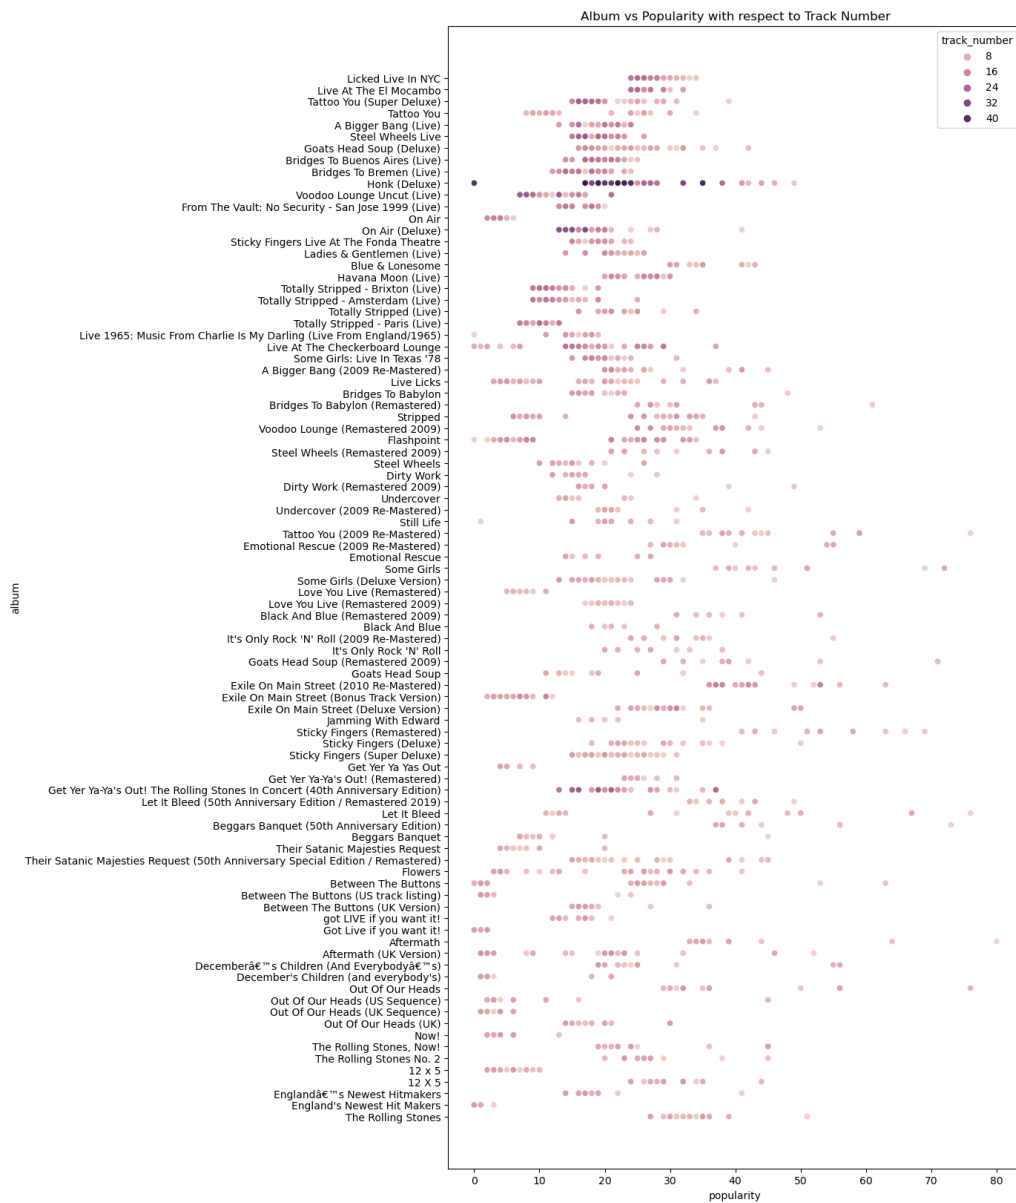 Album vs Popularity with respect to Track Number
track_number
8
16
24
32
40
album
Licked Live In NYC
Live At The El Mocambo
Tattoo You (Super Deluxe)
Tattoo You
A Bigger Bang (Live)
Steel Wheels Live
Goats Head Soup (Deluxe)
Bridges To Buenos Aires (Live)
Bridges To Bremen (Live)
Honk (Deluxe)
Voodoo Lounge Uncut (Live)
From The Vault: No Security - San Jose 1999 (Live)
On Air
On Air (Deluxe)
Sticky Fingers Live At The Fonda Theatre
Ladies & Gentlemen (Live)
Blue & Lonesome
Havana Moon (Live)
Totally Stripped - Brixton (Live)
Totally Stripped - Amsterdam (Live)
Totally Stripped (Live)
Totally Stripped - Paris (Live)
Live 1965: Music From Charlie Is My Darling (Live From England/1965)
Live At The Checkerboard Lounge
Some Girls: Live In Texas '78
A Bigger Bang (2009 Re-Mastered)
Live Licks
Bridges To Babylon
Bridges To Babylon (Remastered)
Stripped
Voodoo Lounge (Remastered 2009)
Flashpoint
Steel Wheels (Remastered 2009)
Steel Wheels
Dirty Work
Dirty Work (Remastered 2009)
Undercover
Undercover (2009 Re-Mastered)
Still Life
Tattoo You (2009 Re-Mastered)
Emotional Rescue (2009 Re-Mastered)
Emotional Rescue
Some Girls
Some Girls (Deluxe Version)
Love You Live (Remastered)
Love You Live (Remastered 2009)
Black And Blue (Remastered 2009)
Black And Blue
It's Only Rock 'N' Roll (2009 Re-Mastered)
It's Only Rock 'N' Roll
Goats Head Soup (Remastered 2009)
Goats Head Soup
Exile On Main Street (2010 Re-Mastered)
Exile On Main Street (Bonus Track Version)
Exile On Main Street (Deluxe Version)
Jamming With Edward
Sticky Fingers (Remastered)
Sticky Fingers (Deluxe)
Sticky Fingers (Super Deluxe)
Get Yer Ya Yas Out
Get Yer Ya-Ya's Out! (Remastered)
Get Yer Ya-Ya's Out! The Rolling Stones In Concert (40th Anniversary Edition)
Let It Bleed (50th Anniversary Edition / Remastered 2019)
Let It Bleed
Beggars Banquet (50th Anniversary Edition)
Beggars Banquet
Their Satanic Majesties Request
Their Satanic Majesties Request (50th Anniversary Special Edition / Remastered)
Flowers
Between The Buttons
Between The Buttons (US track listing)
Between The Buttons (UK Version)
got LIVE if you want it!
Got Live if you want it!
Aftermath
Aftermath (UK Version)
Decemberâ€™s Children (And Everybodyâ€™s)
December's Children (and everybody's)
Out Of Our Heads
Out Of Our Heads (US Sequence)
Out Of Our Heads (UK Sequence)
Out Of Our Heads (UK)
Now!
The Rolling Stones, Now!
The Rolling Stones No. 2
12 x 5
12 X 5
Englandâ€™s Newest Hitmakers
England's Newest Hit Makers
The Rolling Stones
0 10 20 30 40 50 60 70 80
popularity